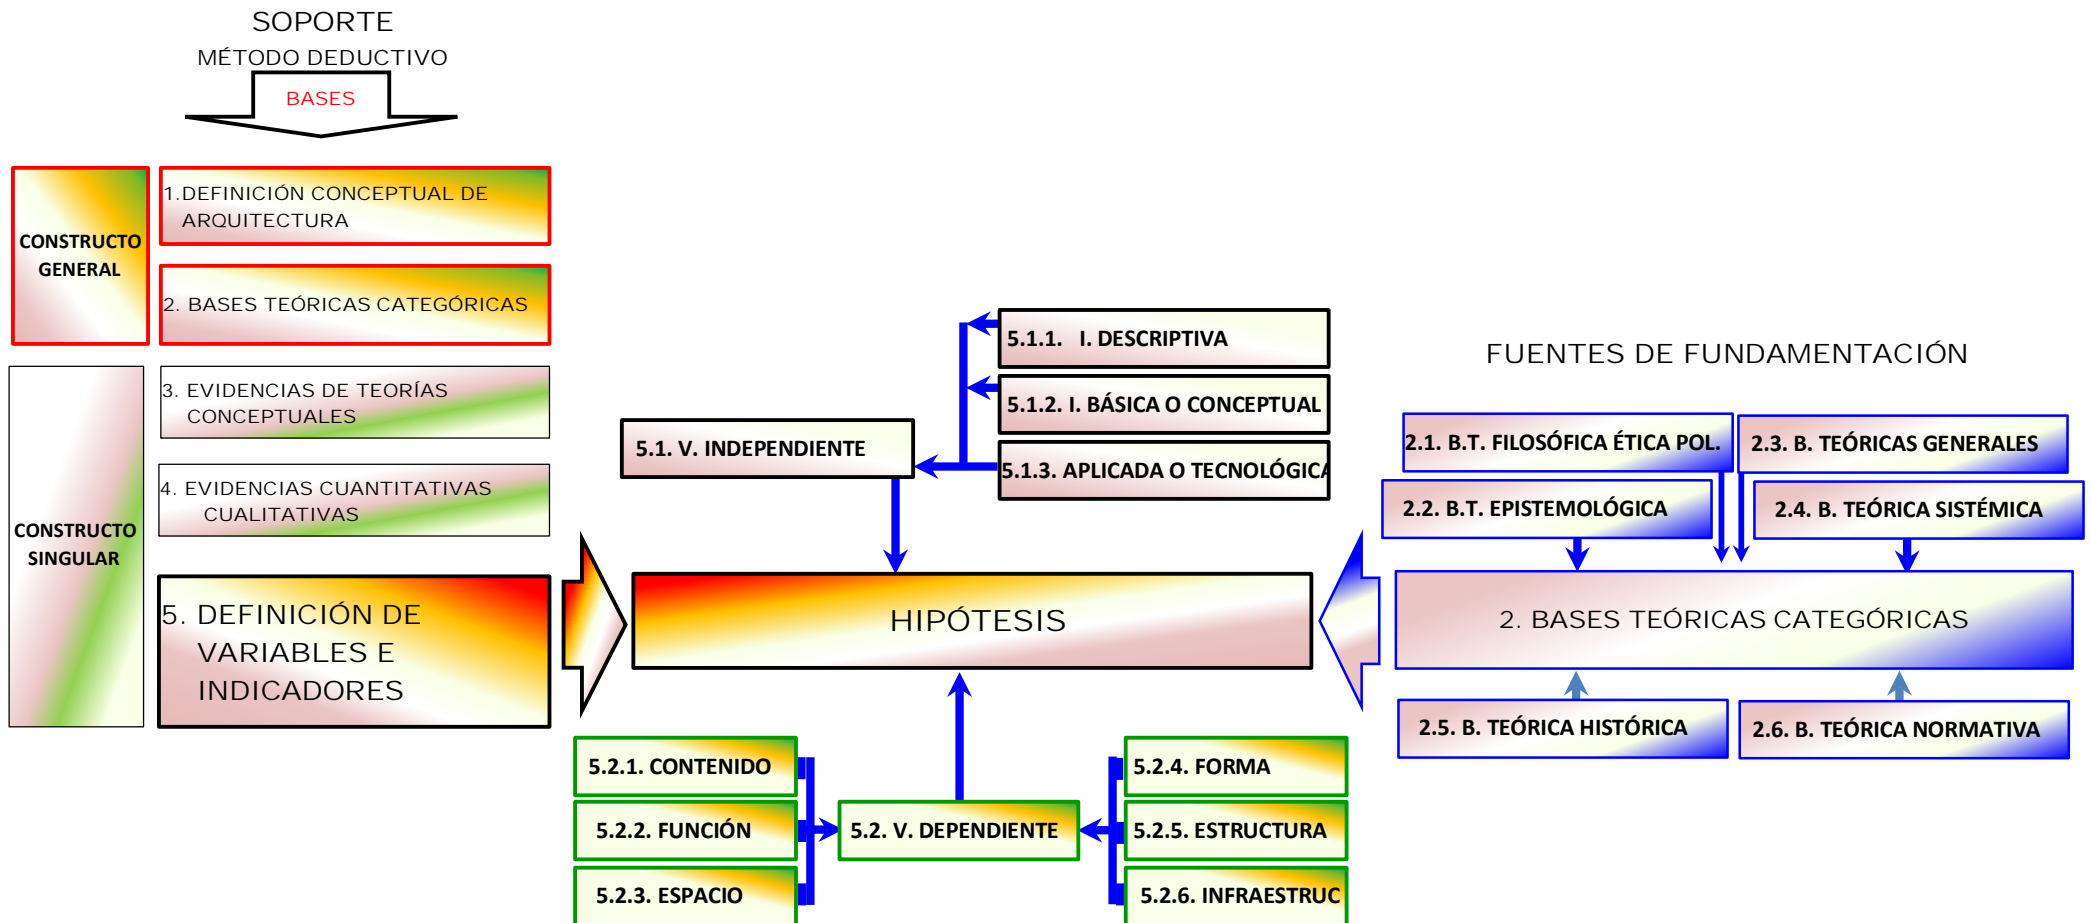 SOPORTE
MÉTODO DEDUCTIVO
BASES
CONSTRUCTO
GENERAL
1.DEFINICIÓN CONCEPTUAL DE
ARQUITECTURA
2. BASES TEÓRICAS CATEGÓRICAS
CONSTRUCTO
SINGULAR
3. EVIDENCIAS DE TEORÍAS
CONCEPTUALES
4. EVIDENCIAS CUANTITATIVAS
CUALITATIVAS
5. DEFINICIÓN DE
VARIABLES E
INDICADORES
5.1. V. INDEPENDIENTE
5.1.1. I. DESCRIPTIVA
5.1.2. I. BÁSICA O CONCEPTUAL
5.1.3. APLICADA O TECNOLÓGICA
HIPÓTESIS
5.2.1. CONTENIDO
5.2.2. FUNCIÓN
5.2.3. ESPACIO
5.2. V. DEPENDIENTE
5.2.4. FORMA
5.2.5. ESTRUCTURA
5.2.6. INFRAESTRUC
FUENTES DE FUNDAMENTACIÓN
2.1. B.T. FILOSÓFICA ÉTICA POL.
2.3. B. TEÓRICAS GENERALES
2.2. B.T. EPISTEMOLÓGICA
2.4. B. TEÓRICA SISTÉMICA
2. BASES TEÓRICAS CATEGÓRICAS
2.5. B. TEÓRICA HISTÓRICA
2.6. B. TEÓRICA NORMATIVA